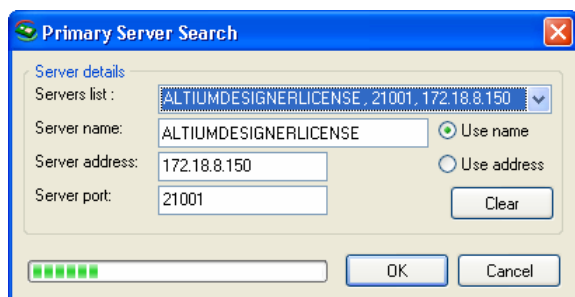 Primary Server Search
Server details
Servers list :
ALTIUMDESIGNERLICENSE , 21001, 172.18.8.150
Server name:
ALTIUMDESIGNERLICENSE
Use name
Server address:
172.18.8.150
Use address
Server port:
21001
Clear
OK
Cancel